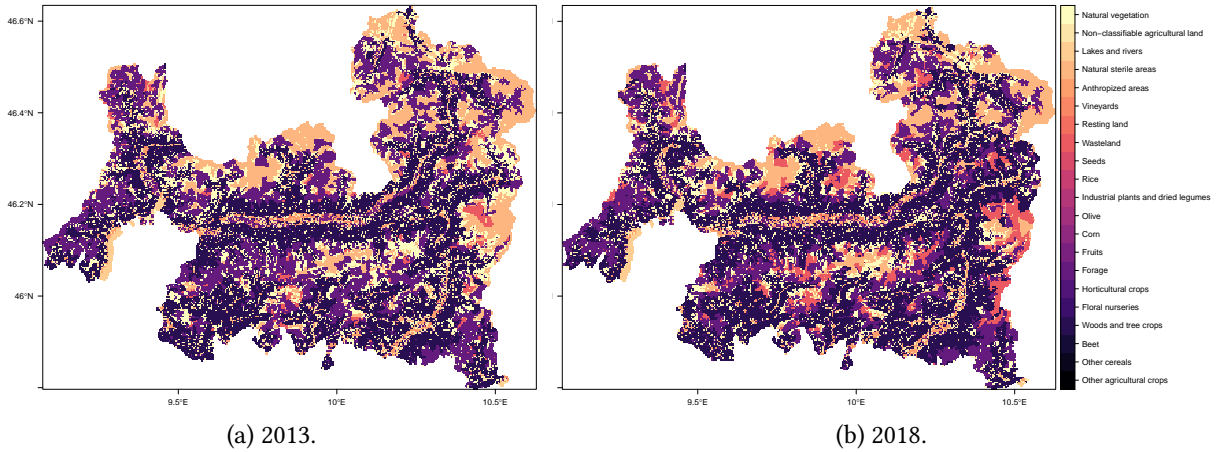 46.6°N
46.4°N
46.2°N
46°N
9.5°E
10°E
10.5°E
9.5°E
10°E
10.5°E
Natural vegetation
Non−classifiable agricultural land
Lakes and rivers
Natural sterile areas
Anthropized areas
Vineyards
Resting land
Wasteland
Seeds
Rice
Industrial plants and dried legumes
Olive
Corn
Fruits
Forage
Horticultural crops
Floral nurseries
Woods and tree crops
Beet
Other cereals
Other agricultural crops
(a) 2013.
(b) 2018.